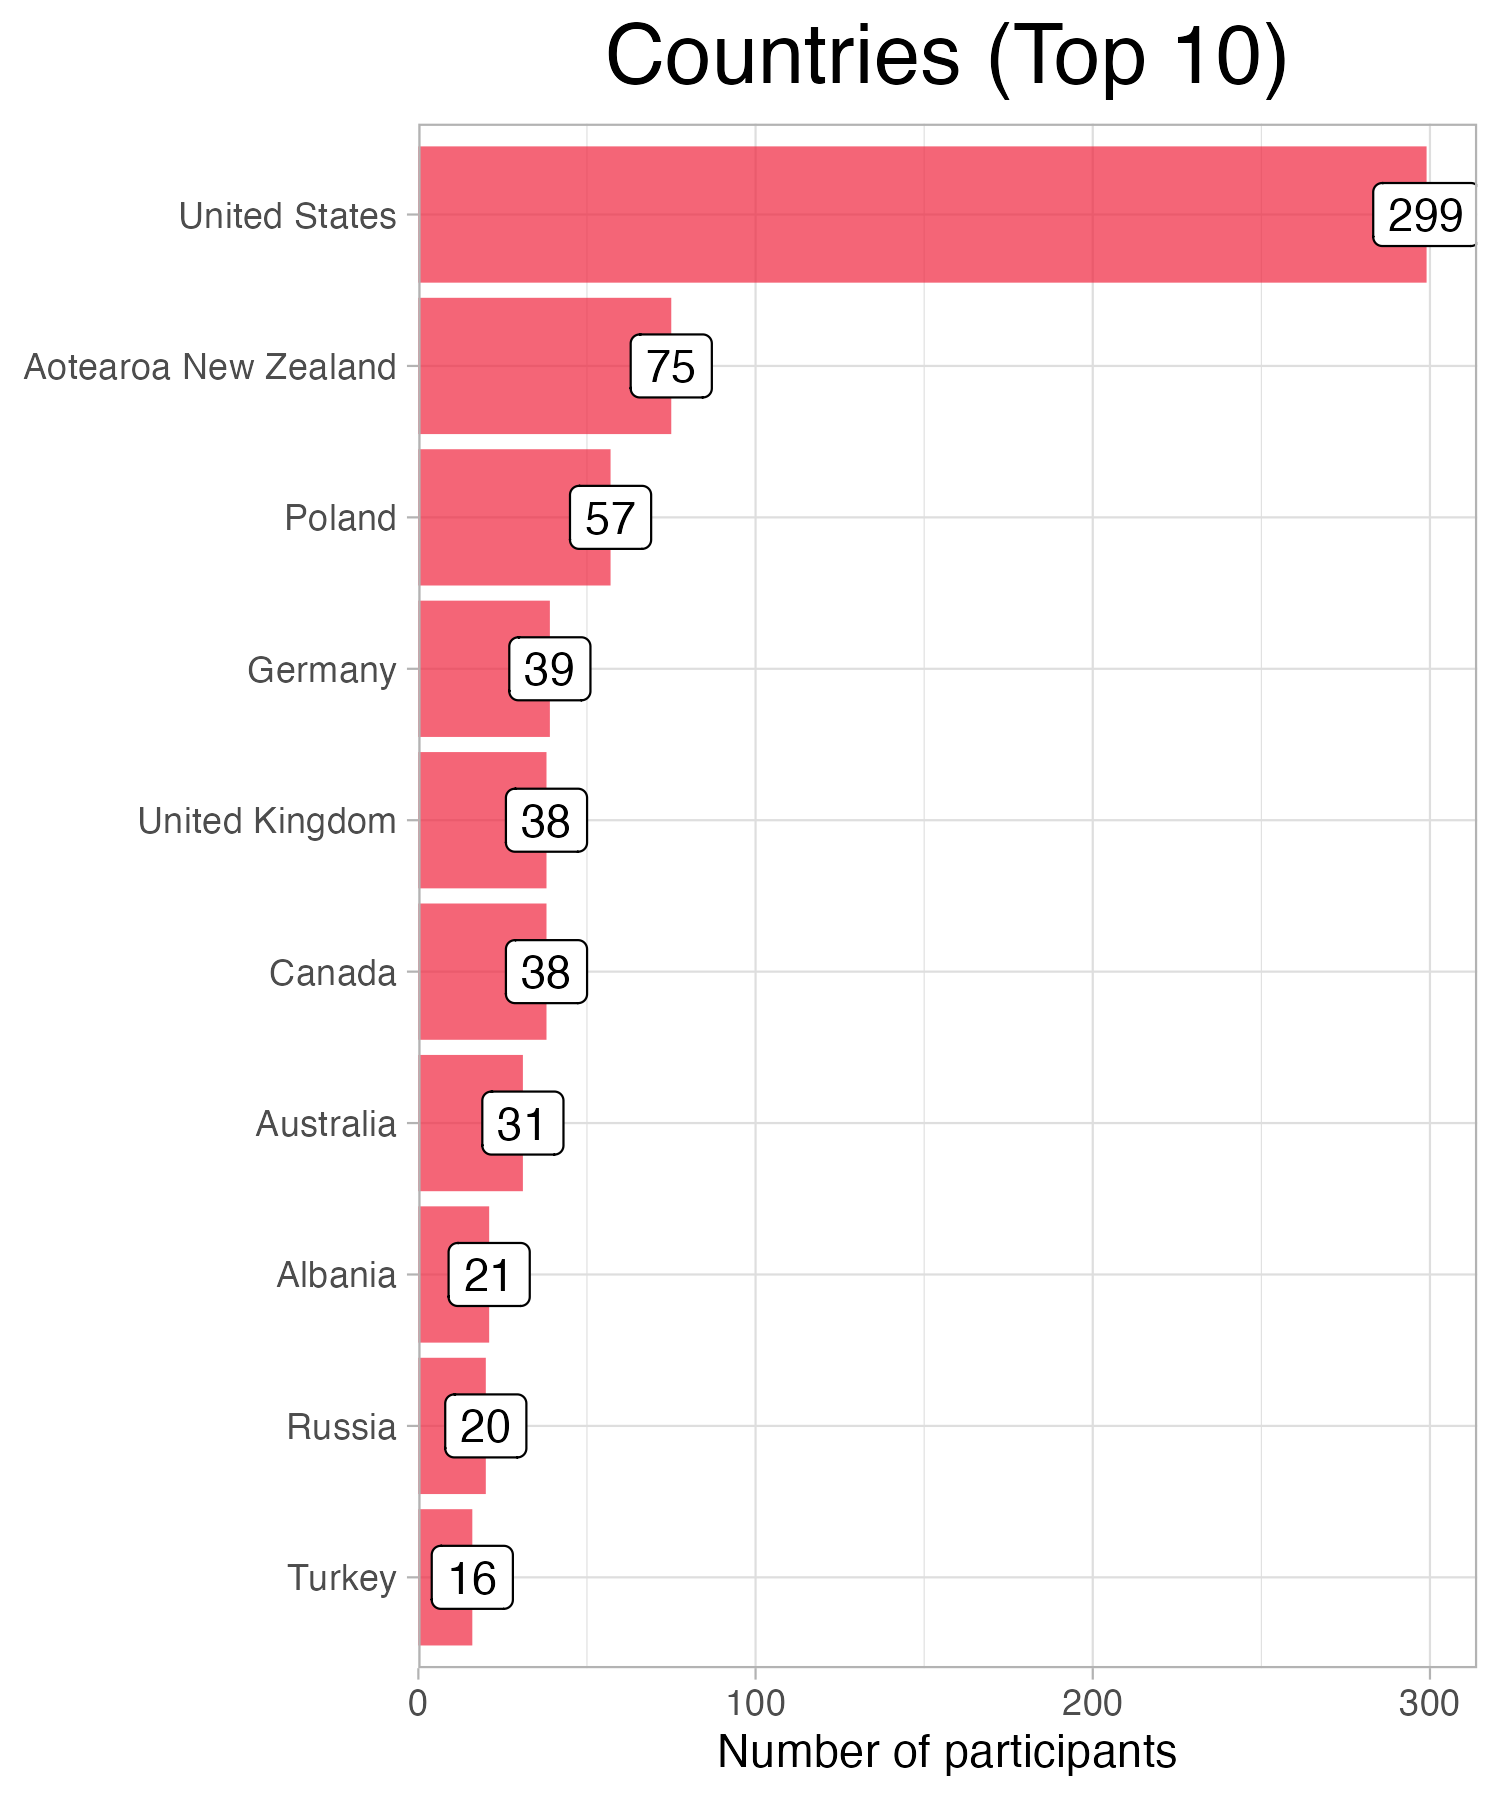 Countries (Top 10)
United States 299
Aotearoa New Zealand 75
Poland 57
Germany 39
United Kingdom 38
Canada 38
Australia 31
Albania 21
Russia 20
Turkey 16
0 100 200 300
Number of participants